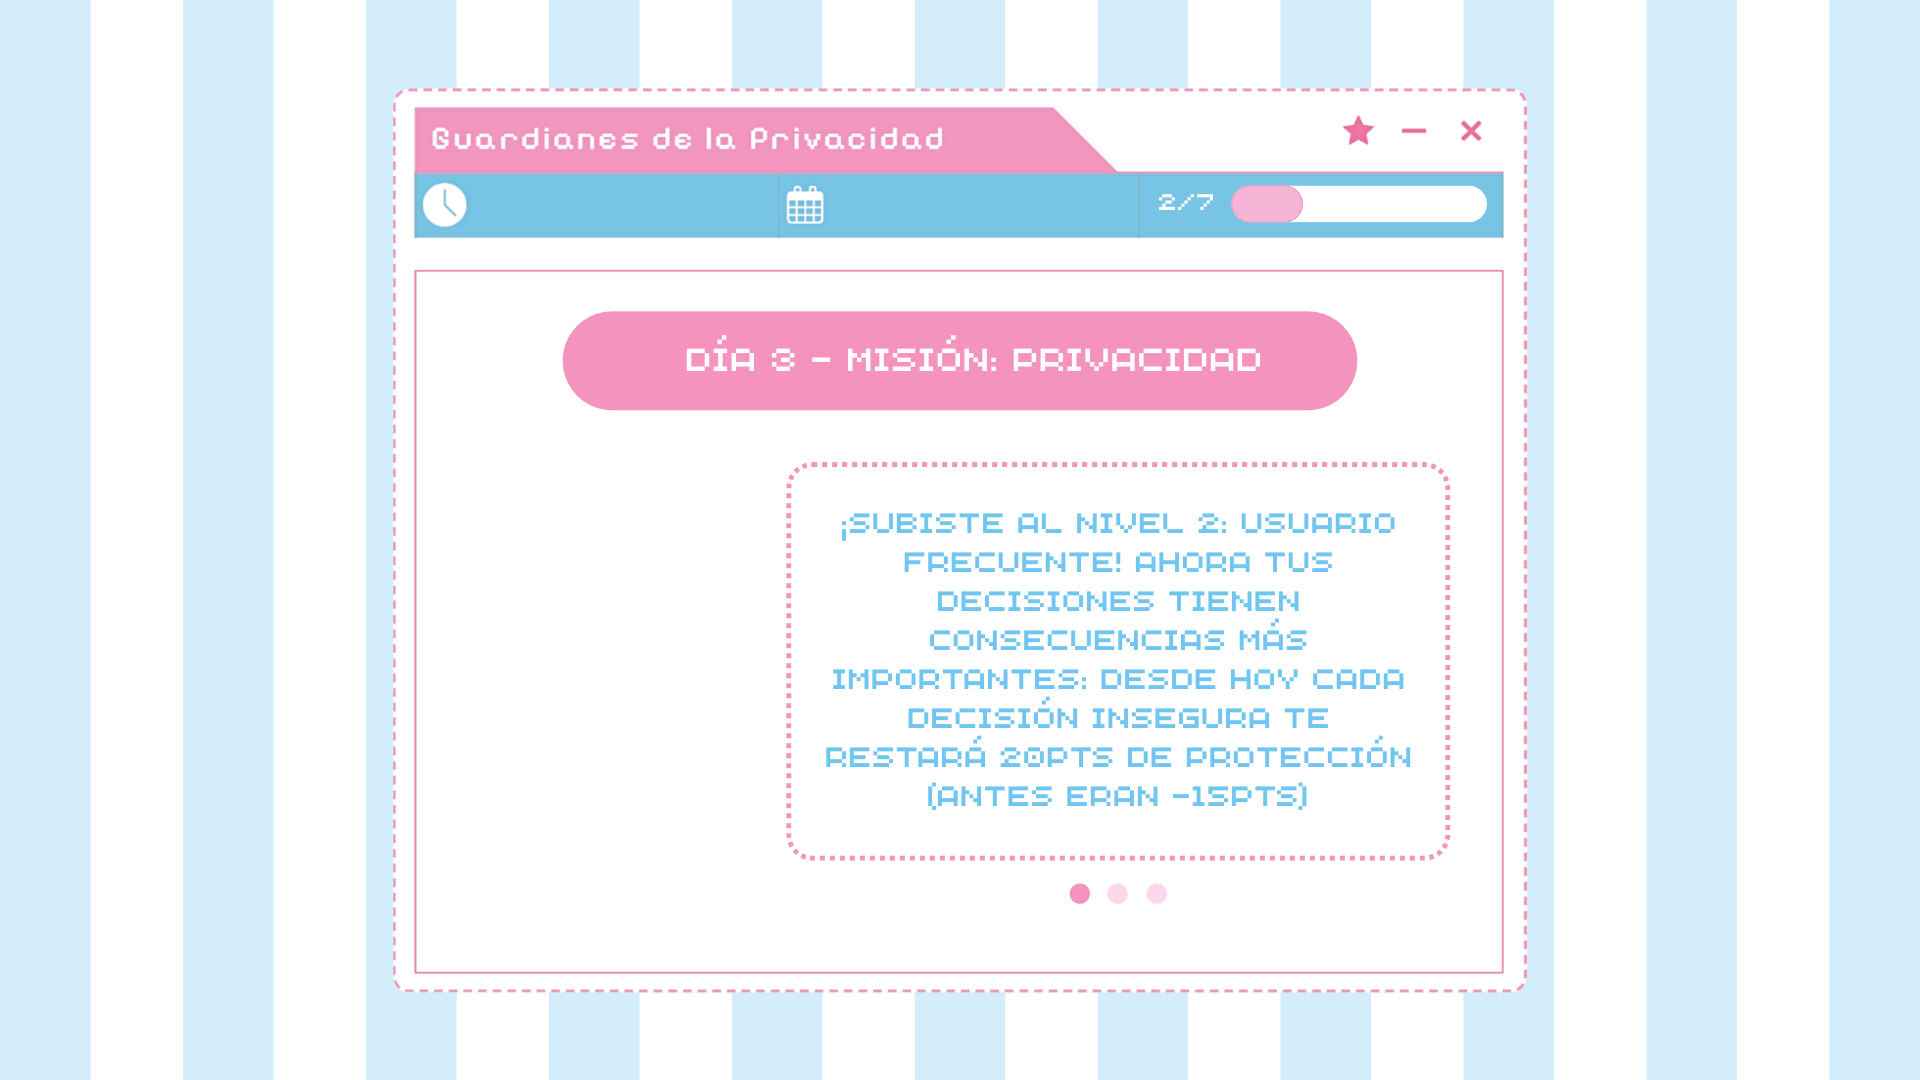 Guardianes de la Privacidad
2/7
DÍA 3 - MISIÓN: PRIVACIDAD
¡SUBISTE AL NIVEL 2: USUARIO
FRECUENTE! AHORA TUS
DECISIONES TIENEN
CONSECUENCIAS MÁS
IMPORTANTES: DESDE HOY CADA
DECISIÓN INSEGURA TE
RESTARÁ 20PTS DE PROTECCIÓN
(ANTES ERAN -15PTS)